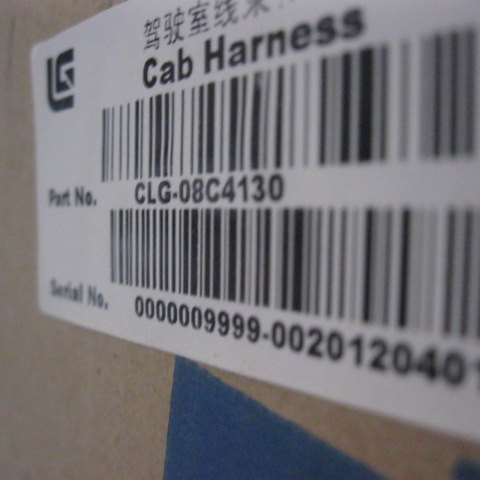 驾驶室线束
Cab Harness
Part No. CLG-08C4130
Serial No. 0000009999-0020120401